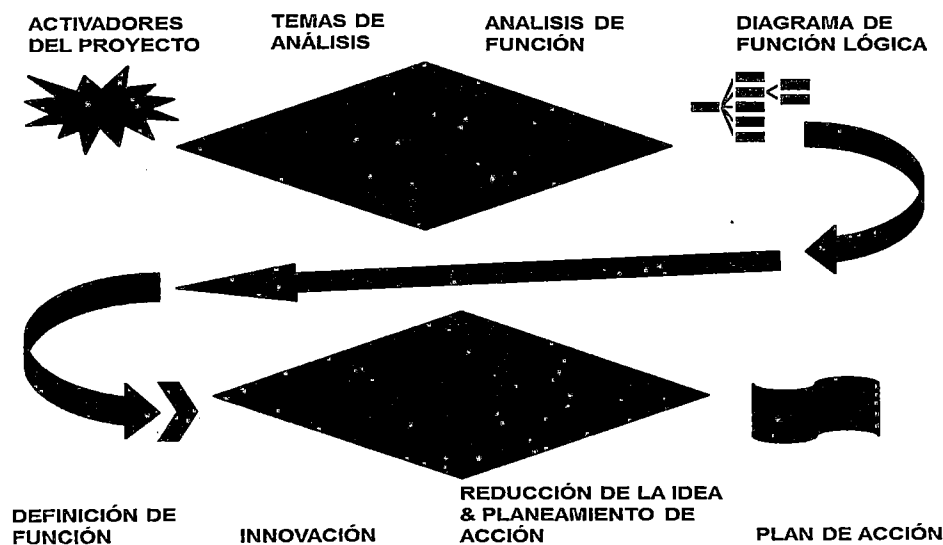 ACTIVADORES
DEL PROYECTO
TEMAS DE
ANÁLISIS
ANALISIS DE
FUNCIÓN
DIAGRAMA DE
FUNCIÓN LÓGICA
DEFINICIÓN DE
FUNCIÓN
INNOVACIÓN
REDUCCIÓN DE LA IDEA
& PLANEAMIENTO DE
ACCIÓN
PLAN DE ACCIÓN